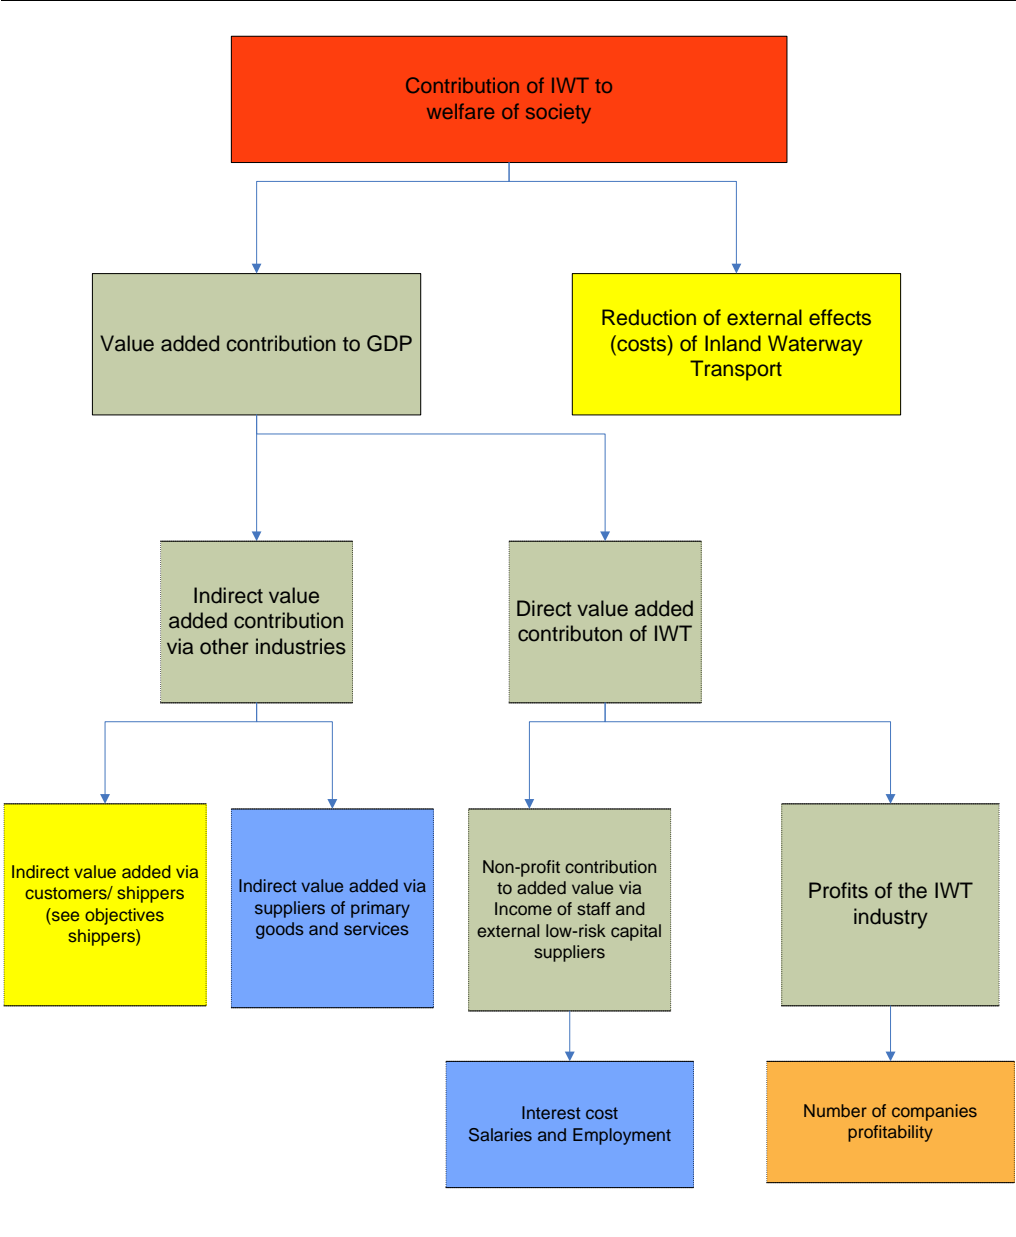 Contribution of IWT to
welfare of society
Value added contribution to GDP
Reduction of external effects
(costs) of Inland Waterway
Transport
Indirect value
added contribution
via other industries
Direct value added
contributon of IWT
Indirect value added via
customers/ shippers
(see objectives
shippers)
Indirect value added via
suppliers of primary
goods and services
Non-profit contribution
to added value via
Income of staff and
external low-risk capital
suppliers
Profits of the IWT
industry
Interest cost
Salaries and Employment
Number of companies
profitability